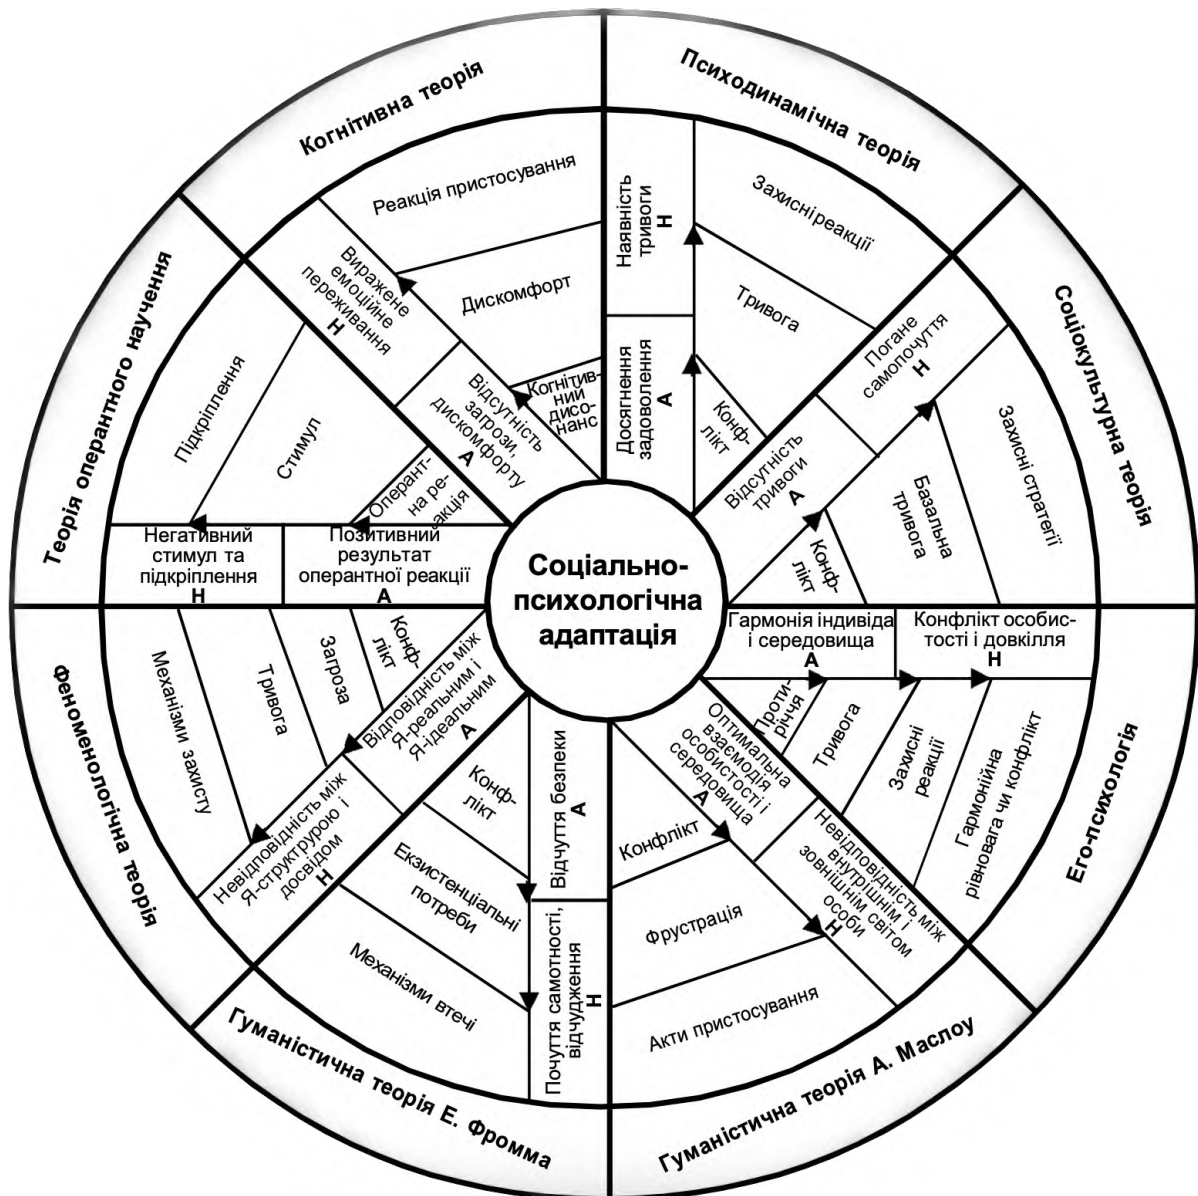 Соціально-
психологічна
адаптація
Психодинамічна теорія
Наявність
тривоги
Н
Захисні реакції
Тривога
Досягнення
задоволення
А
Конф-
лікт
Соціокультурна теорія
Погане
самопочуття
Н
Відсутність
тривоги
А
Конф-
лікт
Базальна
тривога
Захисні стратегії
Его-психологія
Гармонія індивіда
і середовища
А
Конфлікт особис-
тості і довкілля
Н
Проти-
річчя
Тривога
Захисні
реакції
Гармонійна
рівновага чи конфлікт
Гуманістична теорія А. Маслоу
Оптимальна
взаємодія
особистості і
середовища
А
Невідповідність між
внутрішнім і
зовнішнім світом
особи
Н
Конфлікт
Фрустрація
Акти пристосування
Гуманістична теорія Е. Фромма
Відчуття безпеки
А
Почуття самотності,
відчудження
Н
Конф-
лікт
Екзистенціальні
потреби
Механізми втечі
Феноменологічна теорія
Відповідність між
Я-реальним і
Я-ідеальним
А
Невідповідність між
Я-структрурою і
досвідом
Н
Конф-
лікт
Загроза
Тривога
Механізми захисту
Теорія оперантного научення
Негативний
стимул та
підкріплення
Н
Позитивний
результат
оперантної реакції
А
Оперант-
на ре-
акція
Стимул
Підкріплення
Когнітивна теорія
Реакція пристосування
Виражене
емоційне
переживання
Н
Дискомфорт
Відсутність
загрози,
дискомфорту
А
Когнітив-
ний
дисо-
нанс